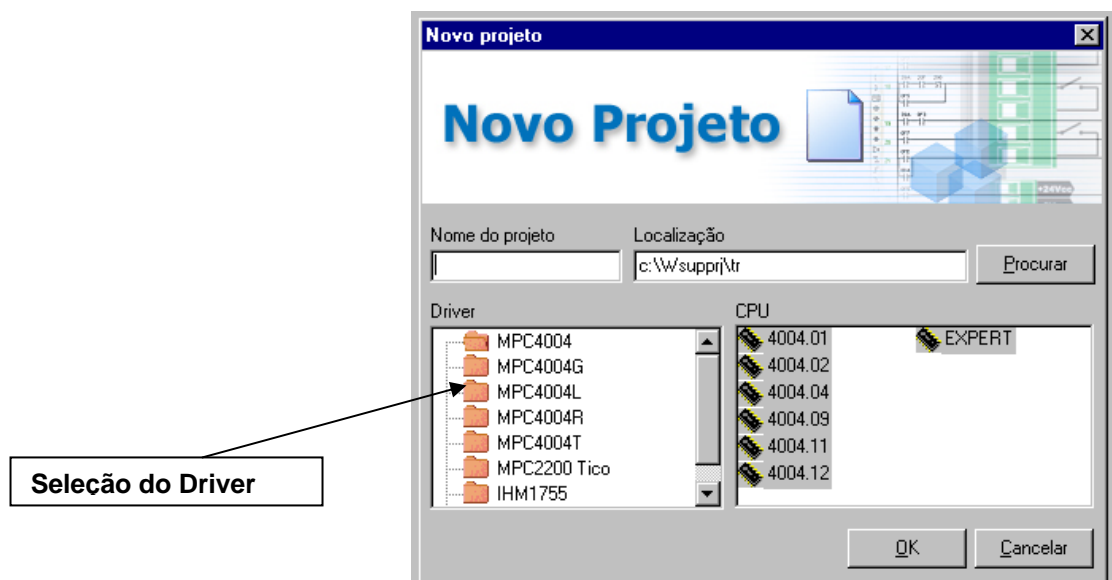 Novo projeto
Novo Projeto
+24Vcc
Nome do projeto Localização
c:\Wsupprj\tr Procurar
Driver CPU
MPC4004 4004.01 EXPERT
MPC4004G 4004.02
MPC4004L 4004.04
MPC4004R 4004.09
MPC4004T 4004.11
MPC2200 Tico 4004.12
IHM1755
Seleção do Driver
OK Cancelar